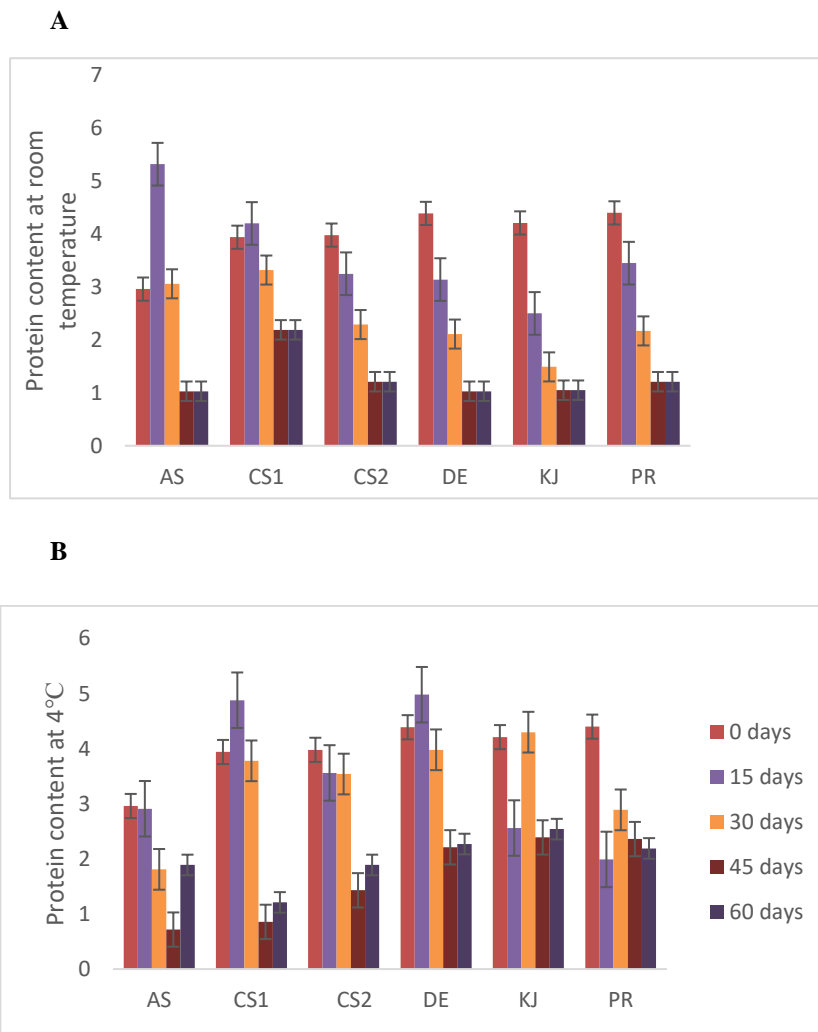 A
Protein content at room
temperature
7
6
5
4
3
2
1
0
AS CS1 CS2 DE KJ PR
B
Protein content at 4℃
6
5
4
3
2
1
0
AS CS1 CS2 DE KJ PR
0 days
15 days
30 days
45 days
60 days